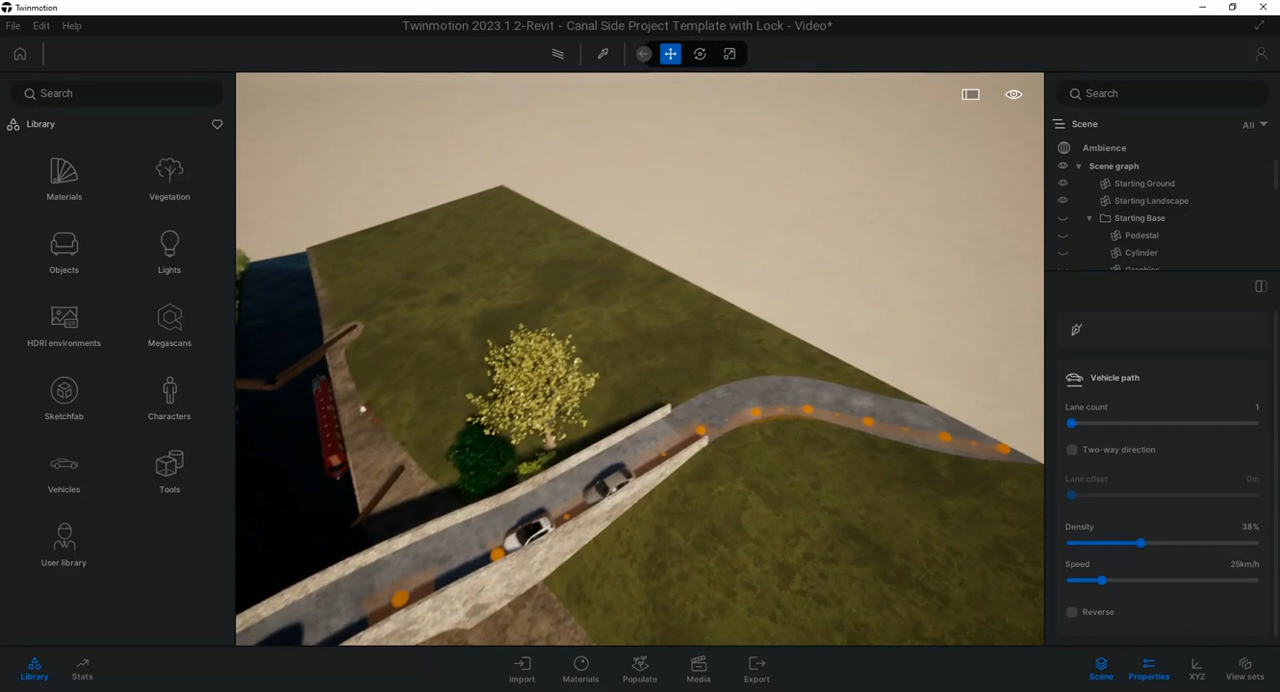 Twinmotion
File Edit Help
Twinmotion 2023.1.2-Revit - Canal Side Project Template with Lock - Video*
Search
Library
Materials
Vegetation
Objects
Lights
HDRI environments
Megascans
Sketchfab
Characters
Vehicles
Tools
User library
Search
Scene
All
Ambience
Scene graph
Starting Ground
Starting Landscape
Starting Base
Pedestal
Cylinder
Graphics
Vehicle path
Lane count 1
Two-way direction
Lane offset 0m
Density 38%
Speed 25km/h
Reverse
Library
Stats
Import
Materials
Populate
Media
Export
Scene
Properties
XYZ
View sets